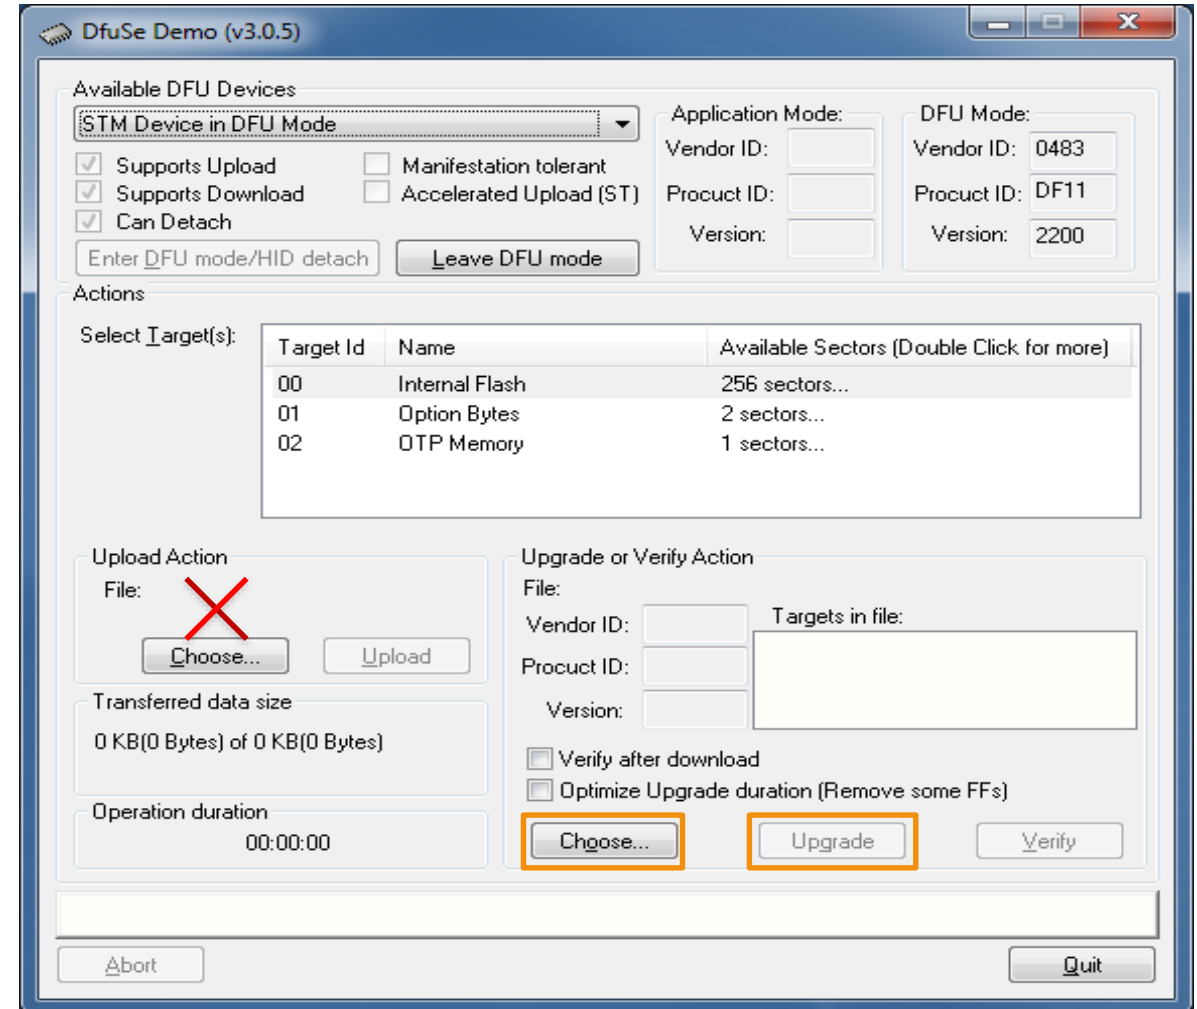 DfuSe Demo (v3.0.5)
Available DFU Devices
STM Device in DFU Mode
Supports Upload
Manifestation tolerant
Supports Download
Accelerated Upload (ST)
Can Detach
Enter DFU mode/HID detach
Leave DFU mode
Application Mode:
Vendor ID:
Procuct ID:
Version:
DFU Mode:
Vendor ID: 0483
Procuct ID: DF11
Version: 2200
Actions
Select Target(s):
Target Id Name Available Sectors (Double Click for more)
00 Internal Flash 256 sectors...
01 Option Bytes 2 sectors...
02 OTP Memory 1 sectors...
Upload Action
File:
Choose...
Upload
Transferred data size
0 KB(0 Bytes) of 0 KB(0 Bytes)
Operation duration
00:00:00
Upgrade or Verify Action
File:
Vendor ID:
Procuct ID:
Version:
Targets in file:
Verify after download
Optimize Upgrade duration (Remove some FFs)
Choose...
Upgrade
Verify
Abort
Quit